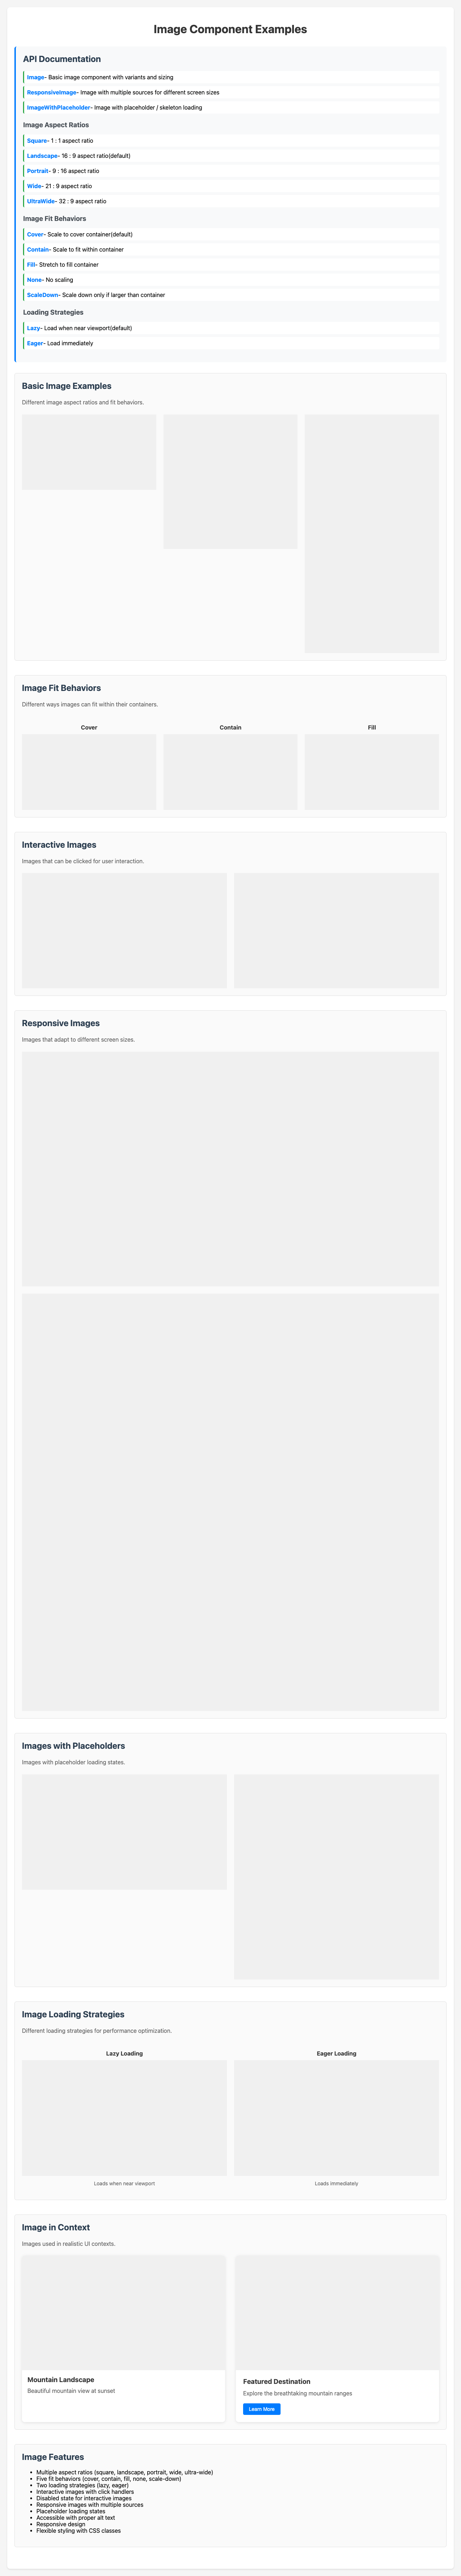 Image Component Examples
API Documentation
Image- Basic image component with variants and sizing
ResponsiveImage- Image with multiple sources for different screen sizes
ImageWithPlaceholder- Image with placeholder / skeleton loading
Image Aspect Ratios
Square- 1 : 1 aspect ratio
Landscape- 16 : 9 aspect ratio(default)
Portrait- 9 : 16 aspect ratio
Wide- 21 : 9 aspect ratio
UltraWide- 32 : 9 aspect ratio
Image Fit Behaviors
Cover- Scale to cover container(default)
Contain- Scale to fit within container
Fill- Stretch to fill container
None- No scaling
ScaleDown- Scale down only if larger than container
Loading Strategies
Lazy- Load when near viewport(default)
Eager- Load immediately
Basic Image Examples
Different image aspect ratios and fit behaviors.
Image Fit Behaviors
Different ways images can fit within their containers.
Cover
Contain
Fill
Interactive Images
Images that can be clicked for user interaction.
Responsive Images
Images that adapt to different screen sizes.
Images with Placeholders
Images with placeholder loading states.
Image Loading Strategies
Different loading strategies for performance optimization.
Lazy Loading
Eager Loading
Loads when near viewport
Loads immediately
Image in Context
Images used in realistic UI contexts.
Mountain Landscape
Beautiful mountain view at sunset
Featured Destination
Explore the breathtaking mountain ranges
Learn More
Image Features
• Multiple aspect ratios (square, landscape, portrait, wide, ultra-wide)
• Five fit behaviors (cover, contain, fill, none, scale-down)
• Two loading strategies (lazy, eager)
• Interactive images with click handlers
• Disabled state for interactive images
• Responsive images with multiple sources
• Placeholder loading states
• Accessible with proper alt text
• Responsive design
• Flexible styling with CSS classes